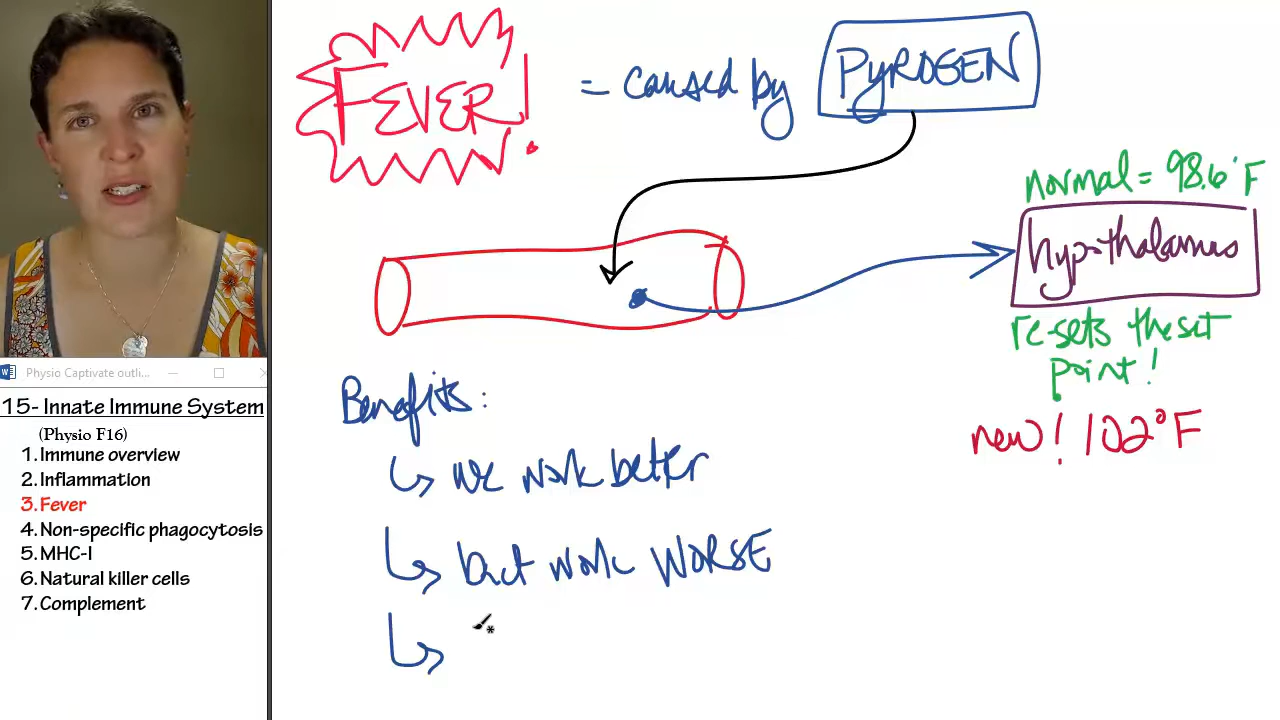 FEVER!
= caused by
PYROGEN
normal = 98.6°F
hypothalamus
re-sets the set
point!
new! 102°F
Physio Captivate outli...
15- Innate Immune System
(Physio F16)
1. Immune overview
2. Inflammation
3. Fever
4. Non-specific phagocytosis
5. MHC-I
6. Natural killer cells
7. Complement
Benefits:
we work better
bact work WORSE